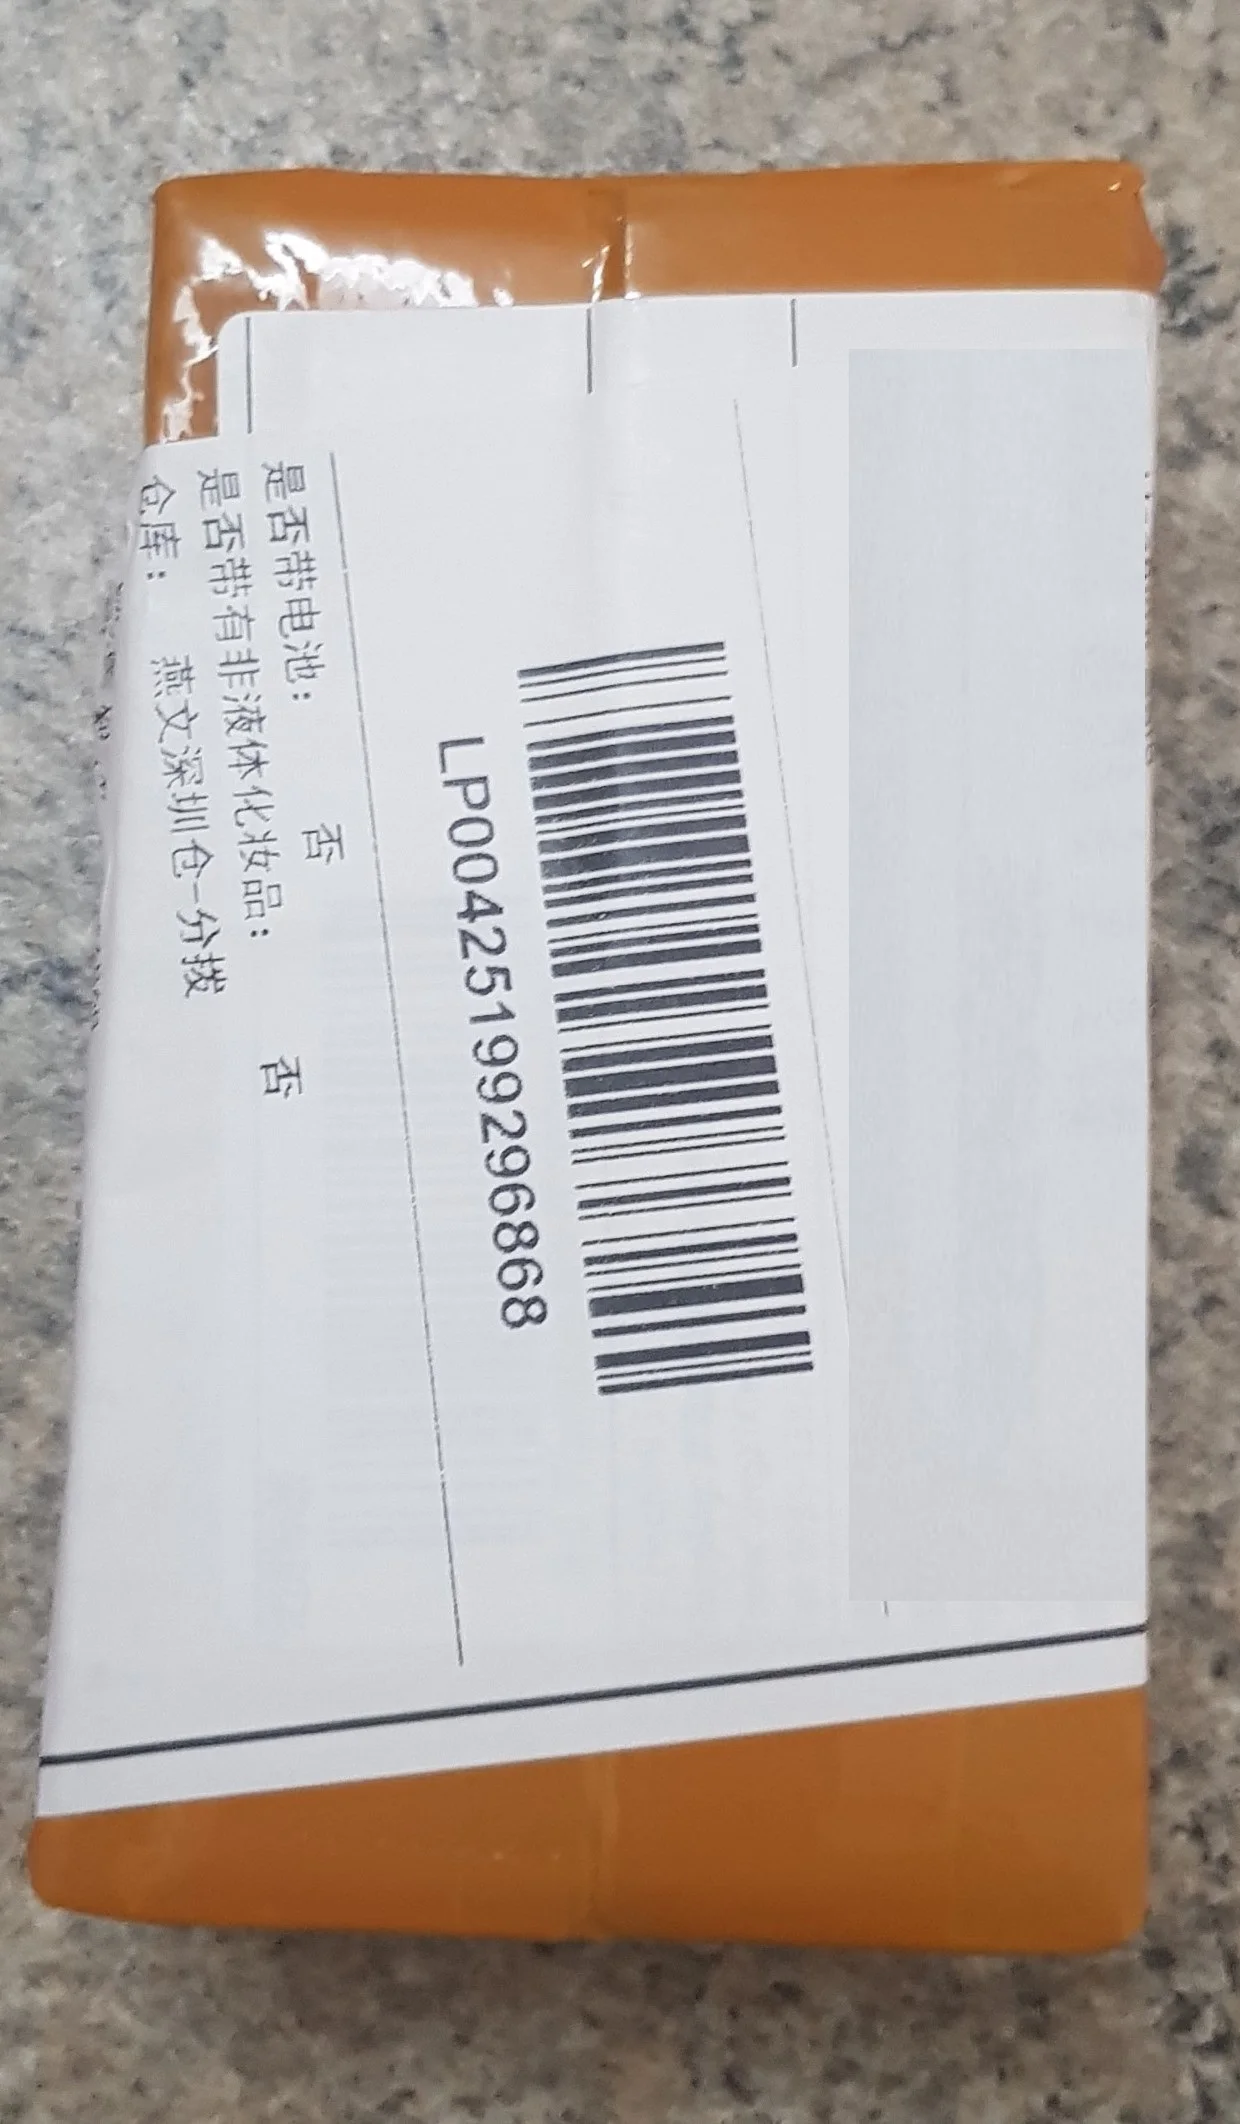 LP00425199296868
是否带电池: 否
是否带有非液体化妆品: 否
仓库: 燕文深圳仓-分拨